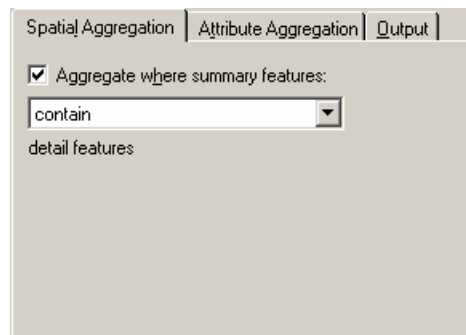 Spatial Aggregation Attribute Aggregation Output
Aggregate where summary features:
contain
detail features